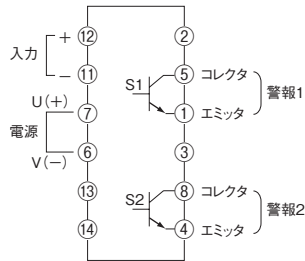 入力
+ ⑫
− ⑪
U(+) ⑦
電源
V(−) ⑥
⑬
⑭
②
S1
⑤ コレクタ
① エミッタ
警報1
③
S2
⑧ コレクタ
④ エミッタ
警報2